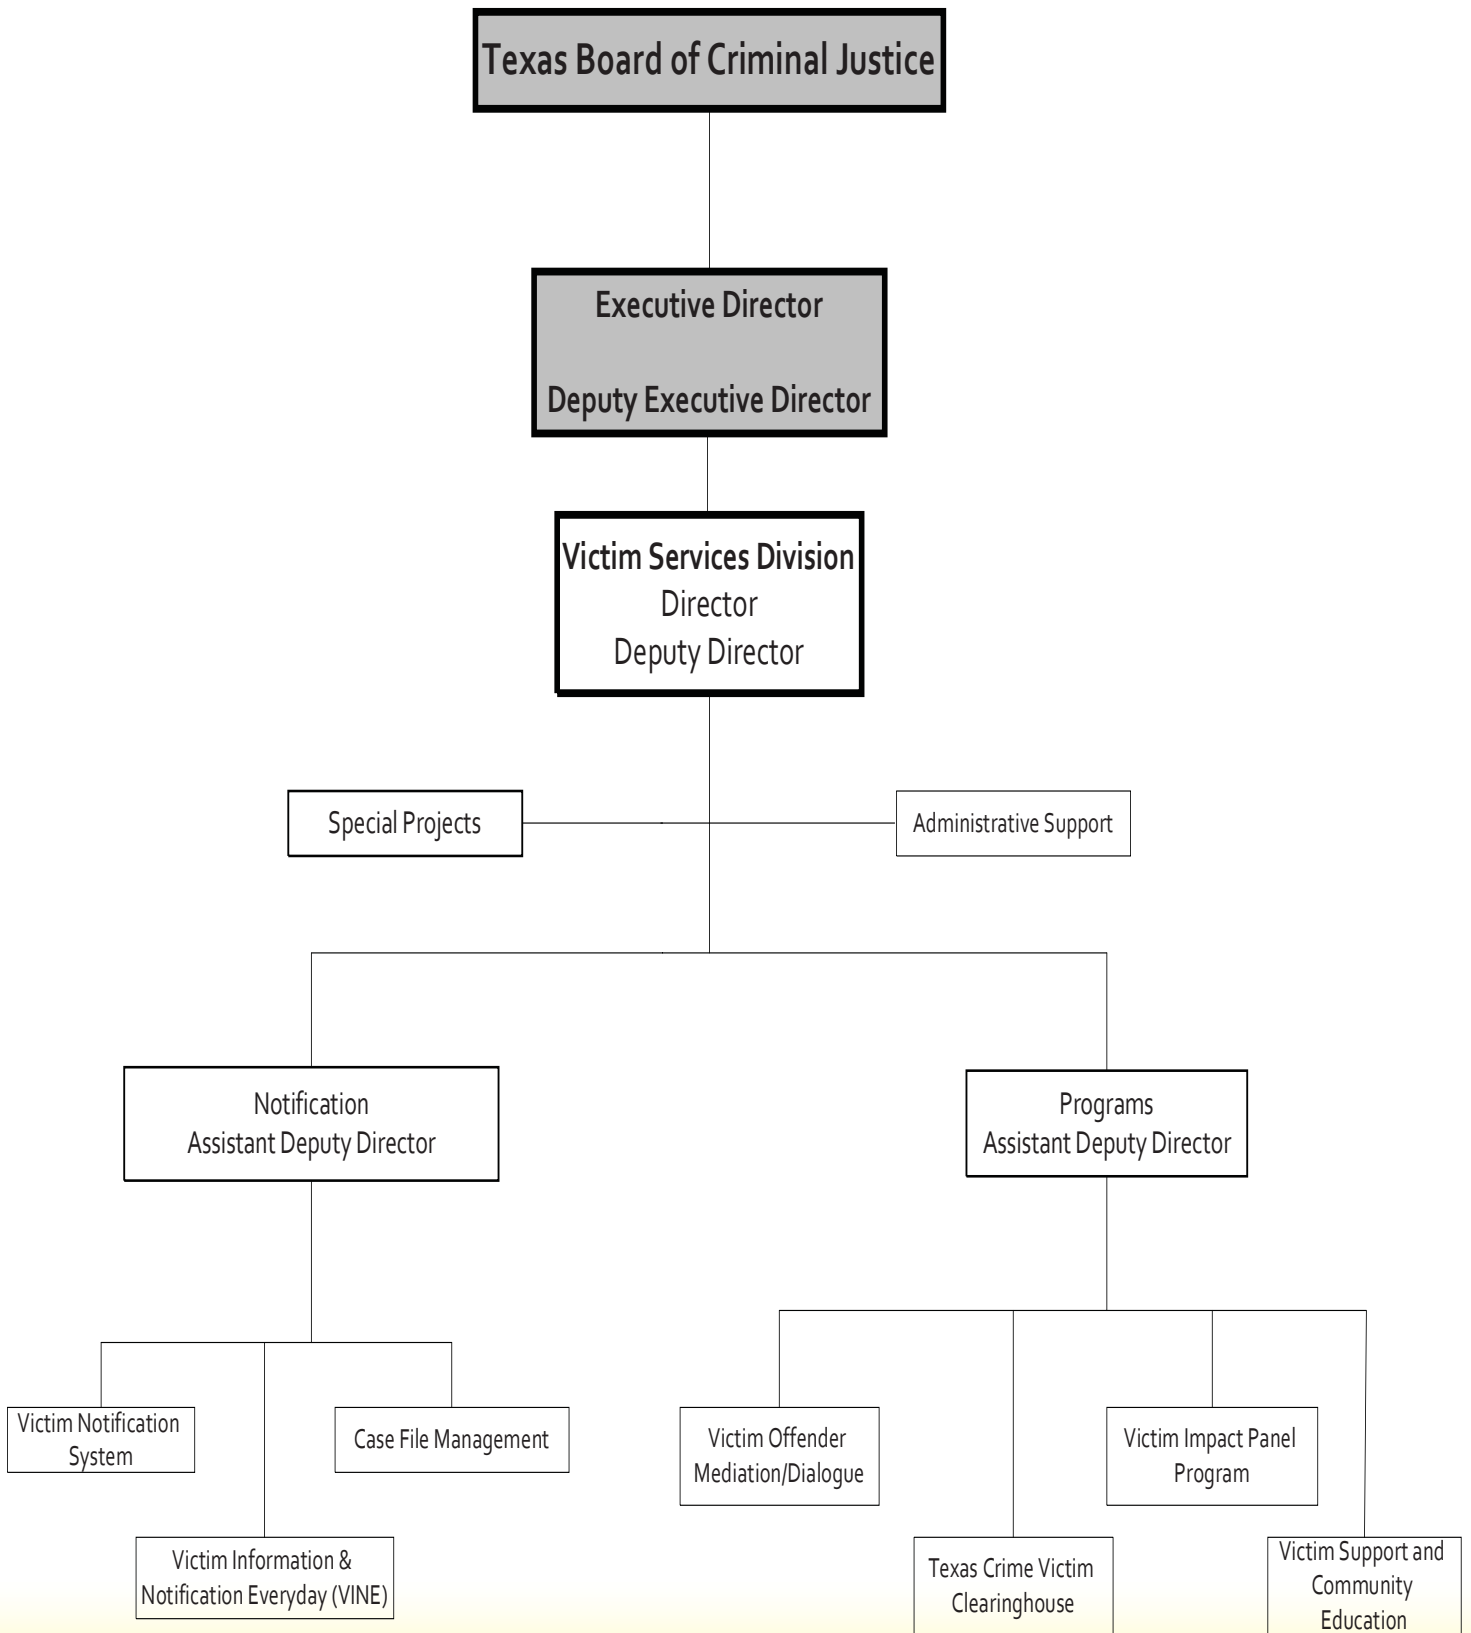 Texas Board of Criminal Justice
Executive Director
Deputy Executive Director
Victim Services Division
Director
Deputy Director
Special Projects
Administrative Support
Notification
Assistant Deputy Director
Programs
Assistant Deputy Director
Victim Notification
System
Case File Management
Victim Information &
Notification Everyday (VINE)
Victim Offender
Mediation/Dialogue
Victim Impact Panel
Program
Texas Crime Victim
Clearinghouse
Victim Support and
Community
Education